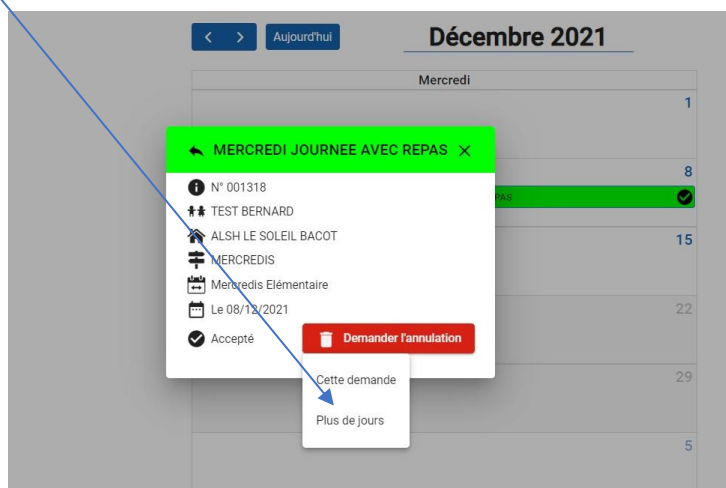 Aujourd'hui
Décembre 2021
Mercredi
1
MERCREDI JOURNEE AVEC REPAS
8
N° 001318
PAS
TEST BERNARD
ALSH LE SOLEIL BACOT
15
MERCREDIS
Mercredis Elémentaire
Le 08/12/2021
22
Accepté
Demander l'annulation
Cette demande
29
Plus de jours
5